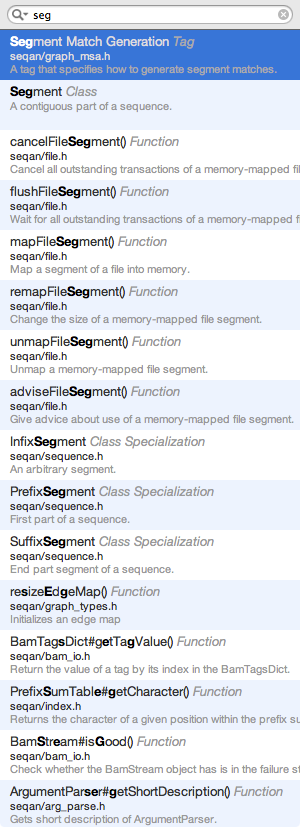 seg
Segment Match Generation Tag
seqan/graph_msa.h
A tag that specifies how to generate segment matches.
Segment Class
A contiguous part of a sequence.
cancelFileSegment() Function
seqan/file.h
Cancel all outstanding transactions of a memory-mapped file
flushFileSegment() Function
seqan/file.h
Wait for all outstanding transactions of a memory-mapped f
mapFileSegment() Function
seqan/file.h
Map a segment of a file into memory.
remapFileSegment() Function
seqan/file.h
Change the size of a memory-mapped file segment.
unmapFileSegment() Function
seqan/file.h
Unmap a memory-mapped file segment.
adviseFileSegment() Function
seqan/file.h
Give advice about use of a memory-mapped file segment.
InfixSegment Class Specialization
seqan/sequence.h
An arbitrary segment.
PrefixSegment Class Specialization
seqan/sequence.h
First part of a sequence.
SuffixSegment Class Specialization
seqan/sequence.h
End part segment of a sequence.
resizeEdgeMap() Function
seqan/graph_types.h
Initializes an edge map
BamTagsDict#getTagValue() Function
seqan/bam_io.h
Return the value of a tag by its index in the BamTagsDict.
PrefixSumTable#getCharacter() Function
seqan/index.h
Returns the character of a given position within the prefix su
BamStream#isGood() Function
seqan/bam_io.h
Check whether the BamStream object has is in the failure st
ArgumentParser#getShortDescription() Function
seqan/arg_parse.h
Gets short description of ArgumentParser.